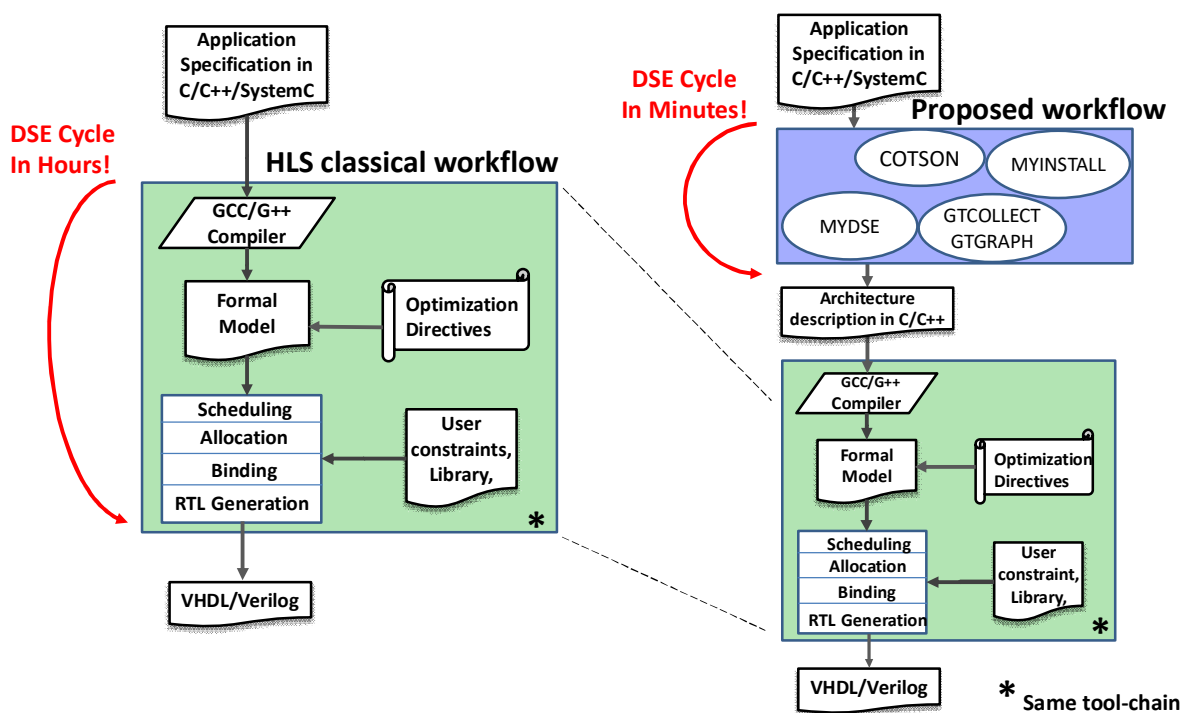 Application
Specification in
C/C++/SystemC
DSE Cycle
In Hours!
HLS classical workflow
GCC/G++
Compiler
Formal
Model
Optimization
Directives
Scheduling
Allocation
Binding
RTL Generation
User
constraints,
Library,
*
VHDL/Verilog
Application
Specification in
C/C++/SystemC
DSE Cycle
In Minutes!
Proposed workflow
COTSON
MYINSTALL
MYDSE
GTCOLLECT
GTGRAPH
Architecture
description in C/C++
GCC/G++
Compiler
Formal
Model
Optimization
Directives
Scheduling
Allocation
Binding
RTL Generation
User
constraint,
Library,
*
VHDL/Verilog
* Same tool-chain